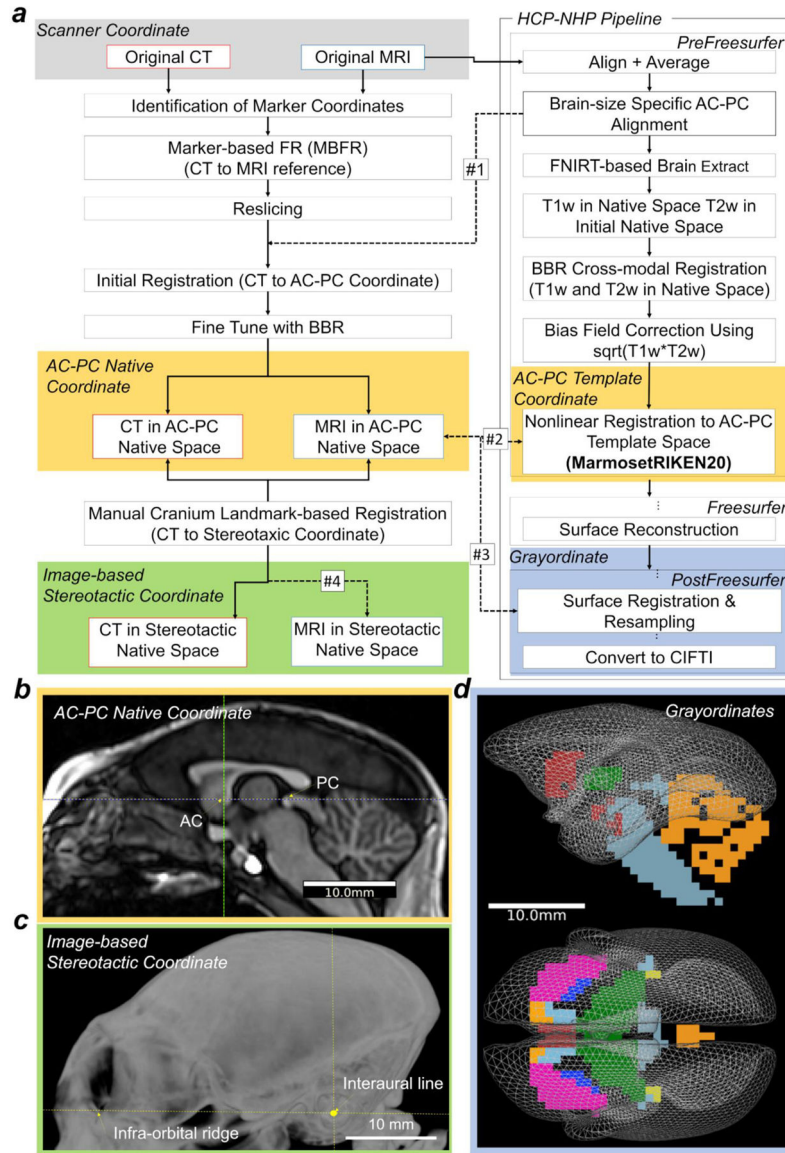 a
Scanner Coordinate
Original CT
Original MRI
Identification of Marker Coordinates
Marker-based FR (MBFR)
(CT to MRI reference)
Reslicing
Initial Registration (CT to AC-PC Coordinate)
Fine Tune with BBR
AC-PC Native
Coordinate
CT in AC-PC
Native Space
MRI in AC-PC
Native Space
Manual Cranium Landmark-based Registration
(CT to Stereotaxic Coordinate)
Image-based
Stereotactic Coordinate
#4
CT in Stereotactic
Native Space
MRI in Stereotactic
Native Space
#1
#2
#3
HCP-NHP Pipeline
PreFreesurfer
Align + Average
Brain-size Specific AC-PC
Alignment
FNIRT-based Brain Extract
T1w in Native Space T2w in
Initial Native Space
BBR Cross-modal Registration
(T1w and T2w in Native Space)
Bias Field Correction Using
sqrt(T1w*T2w)
AC-PC Template
Coordinate
Nonlinear Registration to AC-PC
Template Space
(MarmosetRIKEN20)
Freesurfer
Surface Reconstruction
Grayordinate
PostFreesurfer
Surface Registration &
Resampling
Convert to CIFTI
b
AC-PC Native Coordinate
PC
AC
10.0mm
c
Image-based
Stereotactic Coordinate
Interaural line
Infra-orbital ridge
10 mm
d
Grayordinates
10.0mm